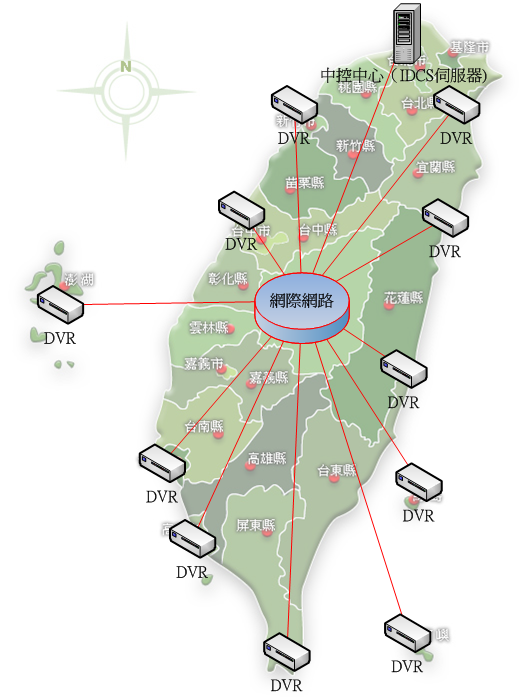 N
基隆市
中控中心（IDCS伺服器)
桃園縣
台北縣
DVR
DVR
新竹縣
宜蘭縣
苗栗縣
DVR
台中縣
DVR
彰化縣
澎湖
網際網路
花蓮縣
DVR
雲林縣
嘉義市
嘉義縣
DVR
台南縣
高雄縣
台東縣
DVR
DVR
屏東縣
DVR
嶼
DVR
DVR